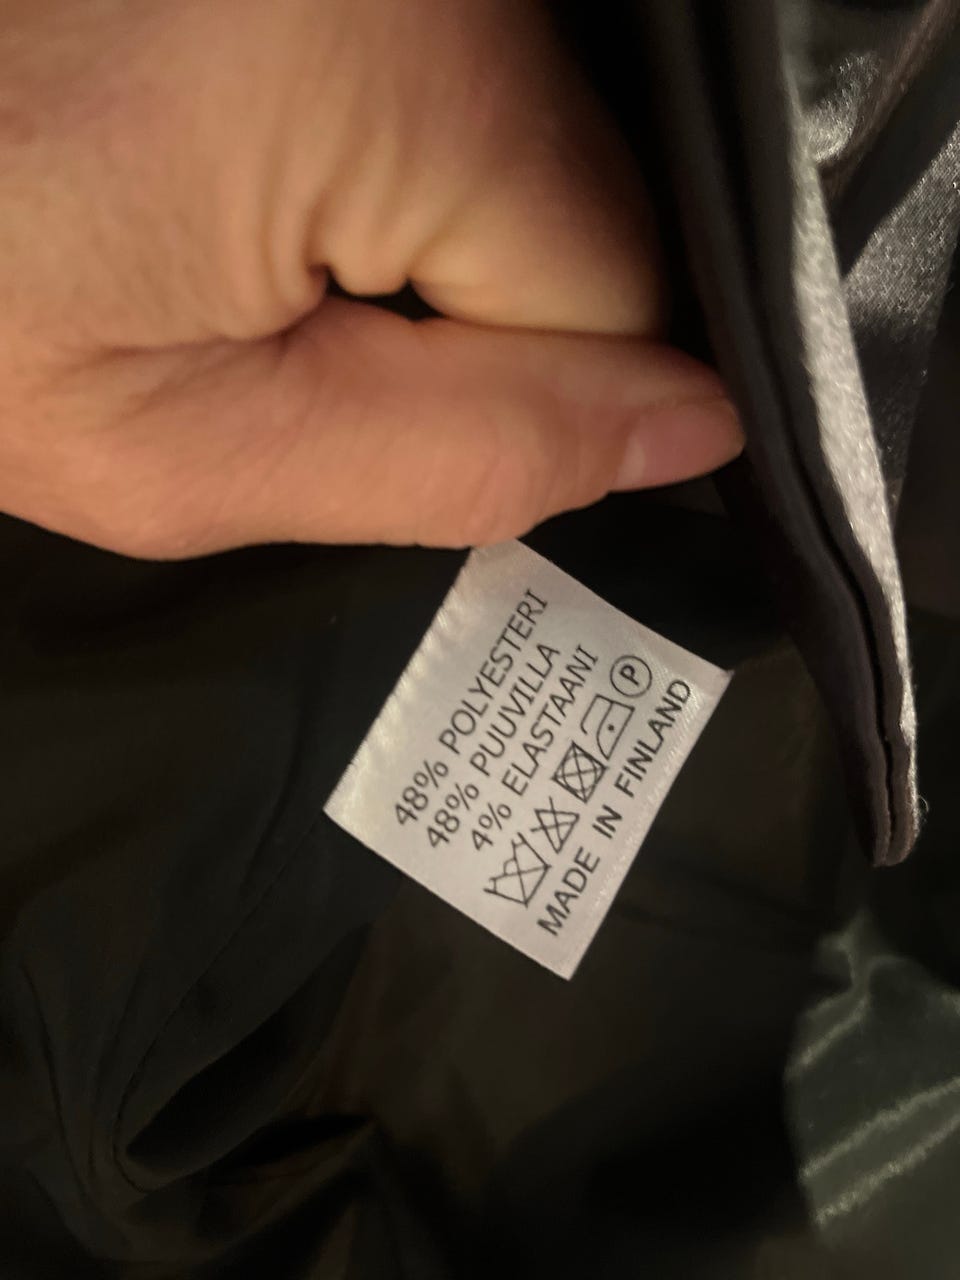 48% POLYESTERI
48% PUUVILLA
4% ELASTAANI
P
MADE IN FINLAND